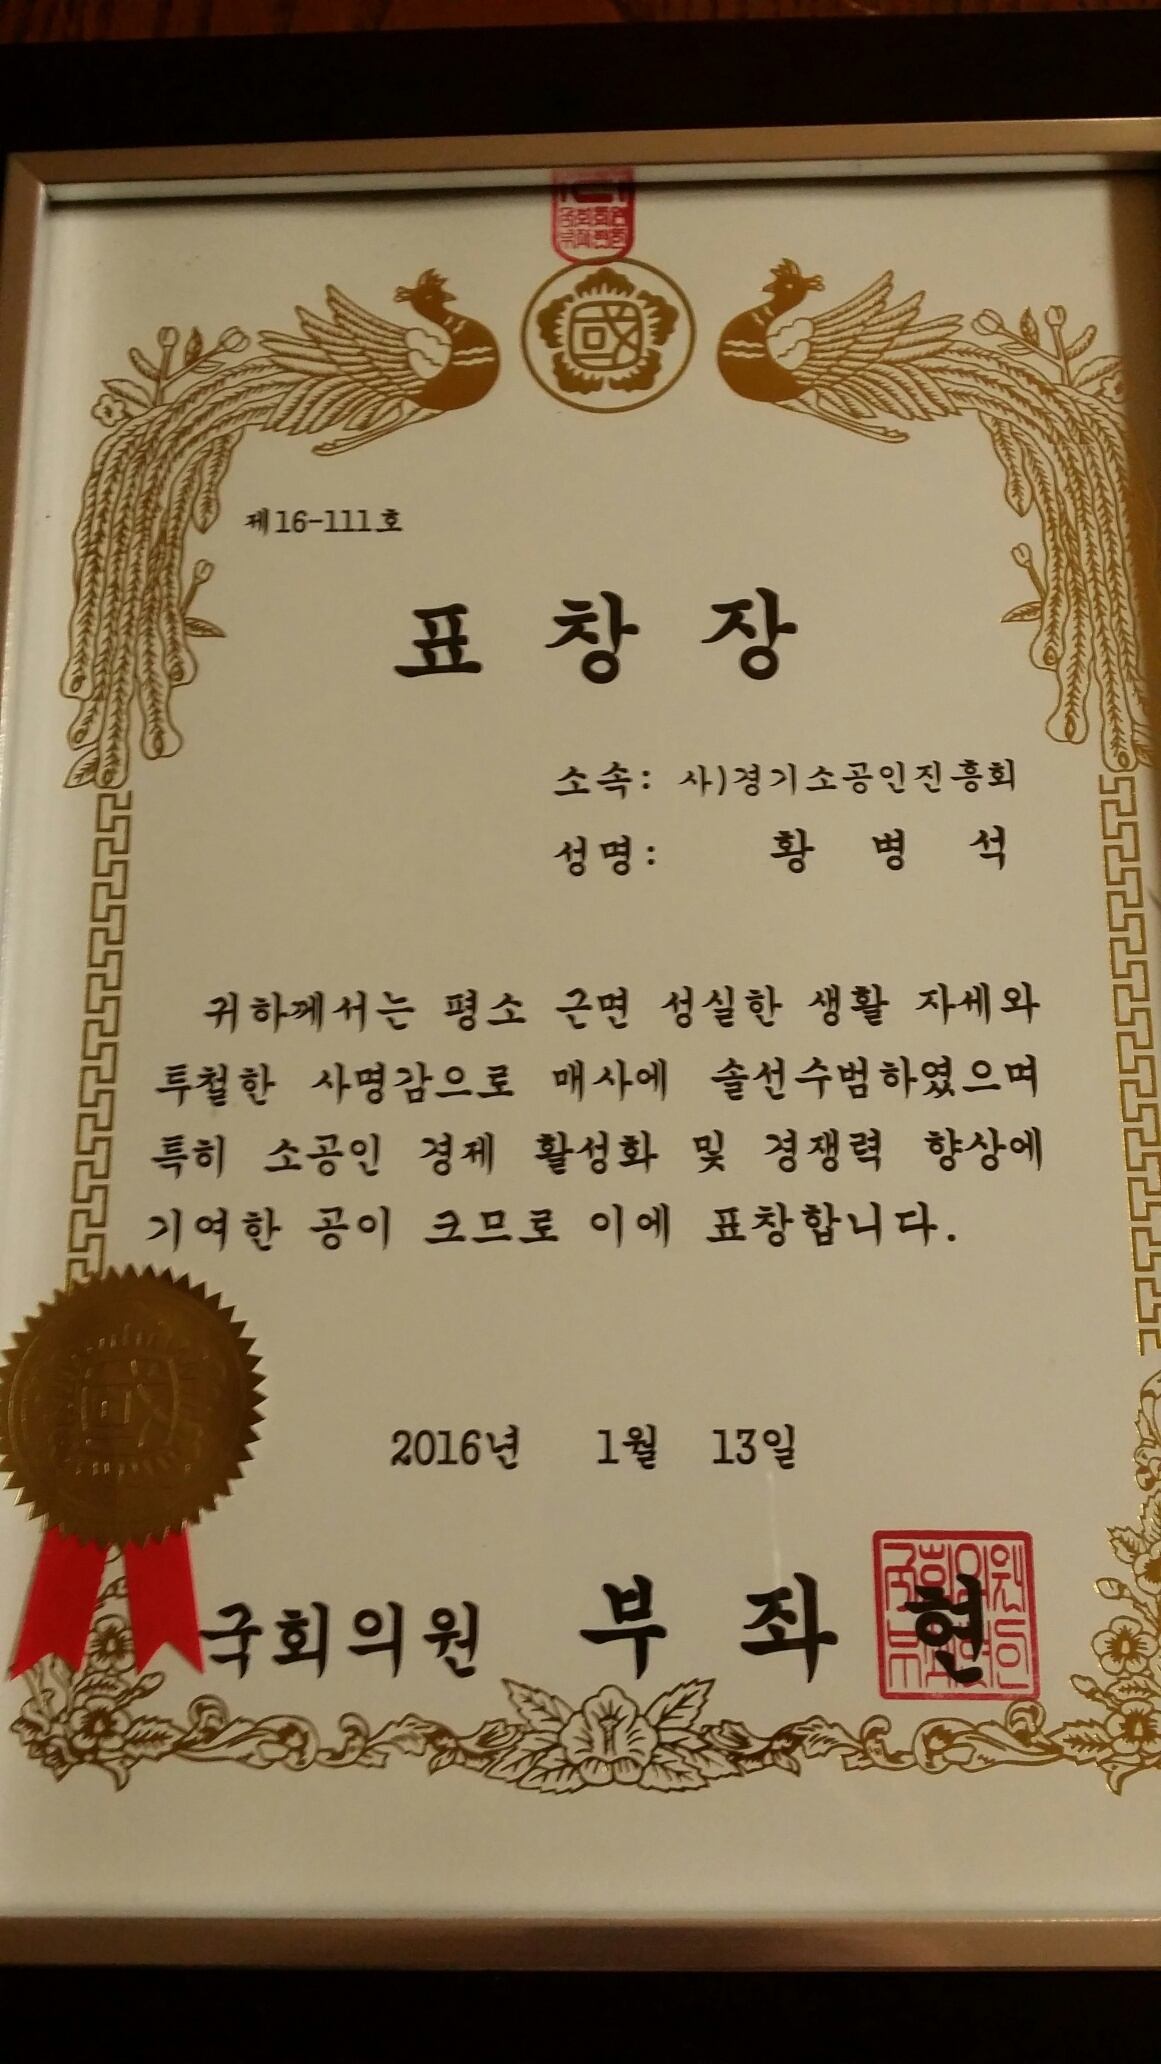 國
제16-111호
표 창 장
소속: 사)경기소공인진흥회
성명: 황 병 석
귀하께서는 평소 근면 성실한 생활 자세와
투철한 사명감으로 매사에 솔선수범하였으며
특히 소공인 경제 활성화 및 경쟁력 향상에
기여한 공이 크므로 이에 표창합니다.
2016년 1월 13일
국회의원 부 좌 현